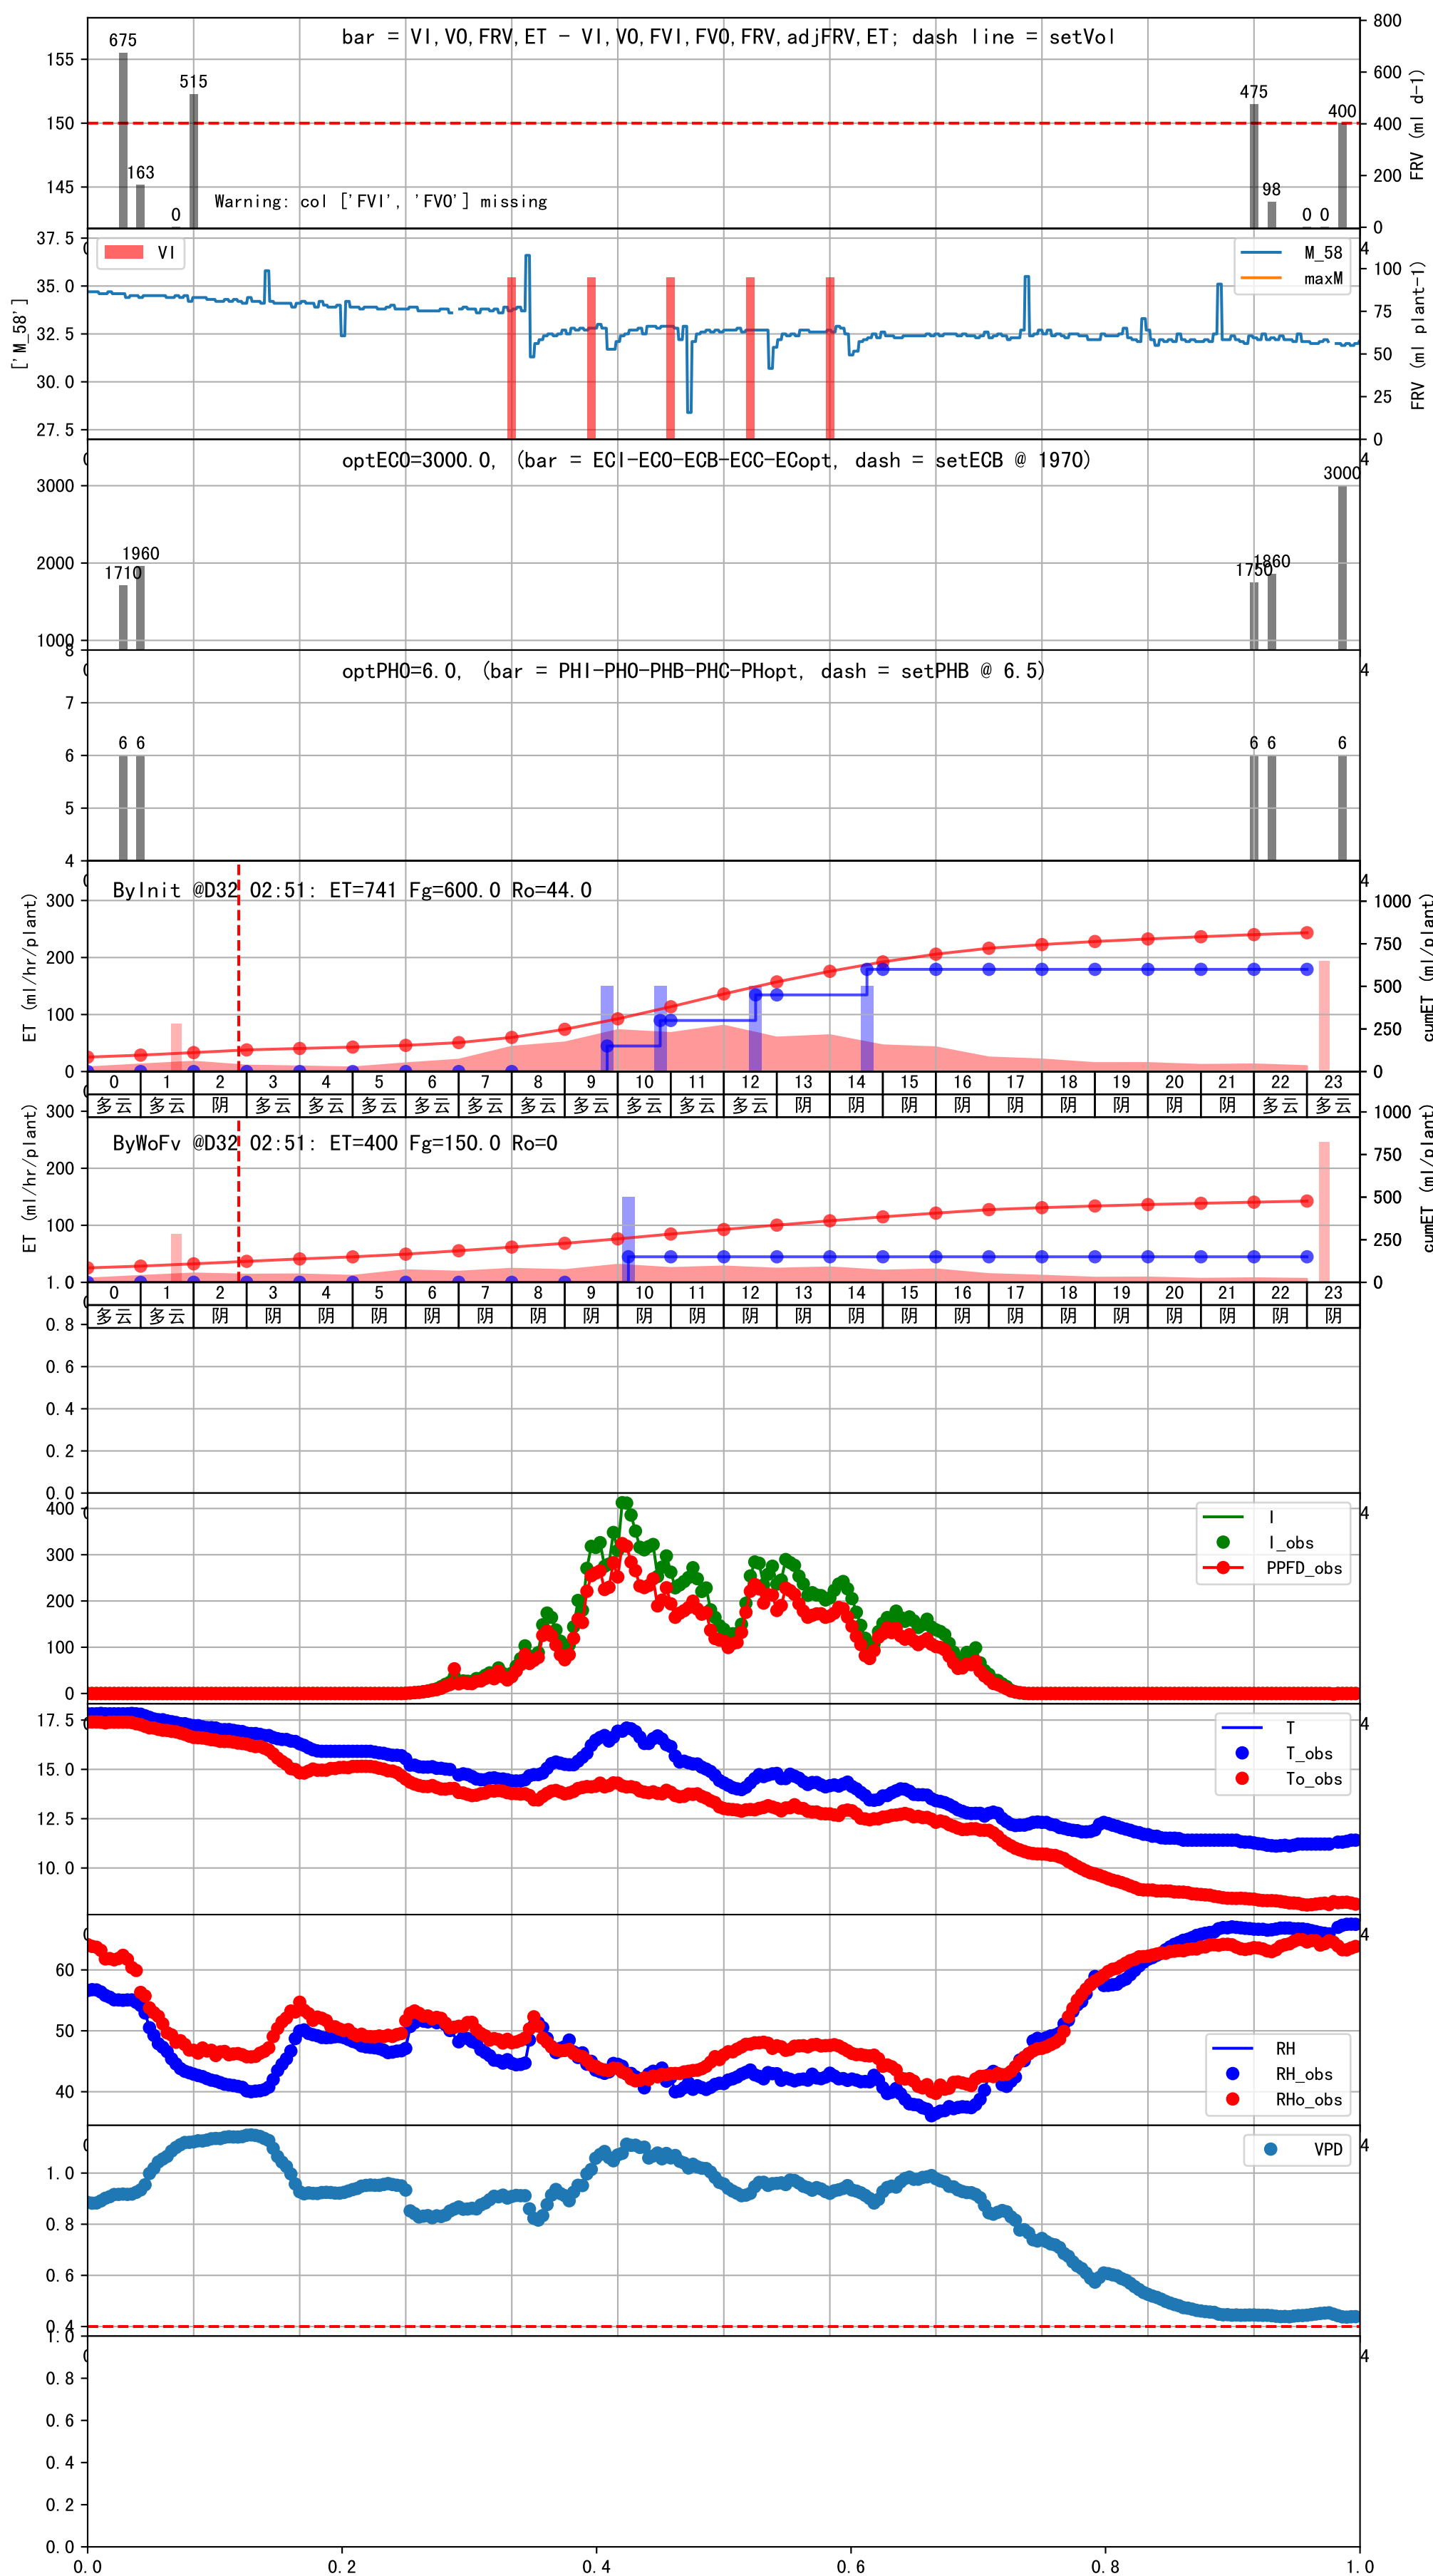 bar = VI,VO,FRV,ET - VI,VO,FVI,FVO,FRV,adjFRV,ET; dash line = setVol
675
163
0
515
475
98
0 0
400
Warning: col ['FVI', 'FVO'] missing
155
150
145
800
600
400
200
0
FRV (ml d-1)
VI
M_58
maxM
['M_58']
37.5
35.0
32.5
30.0
27.5
100
75
50
25
0
FRV (ml plant-1)
optECO=3000.0, (bar = ECI-ECO-ECB-ECC-ECopt, dash = setECB @ 1970)
3000
2000
1000
1710
1960
1750
1860
3000
optPHO=6.0, (bar = PHI-PHO-PHB-PHC-PHopt, dash = setPHB @ 6.5)
8
7
6
5
4
6 6
6 6
6
ByInit @D32 02:51: ET=741 Fg=600.0 Ro=44.0
ET (ml/hr/plant)
300
200
100
0
1000
750
500
250
0
cumET (ml/plant)
0 1 2 3 4 5 6 7 8 9 10 11 12 13 14 15 16 17 18 19 20 21 22 23
多云 多云 阴 多云 多云 多云 多云 多云 多云 多云 多云 多云 多云 阴 阴 阴 阴 阴 阴 阴 阴 阴 多云 多云
ByWoFv @D32 02:51: ET=400 Fg=150.0 Ro=0
ET (ml/hr/plant)
300
200
100
1000
750
500
250
0
cumET (ml/plant)
0 1 2 3 4 5 6 7 8 9 10 11 12 13 14 15 16 17 18 19 20 21 22 23
多云 多云 阴 阴 阴 阴 阴 阴 阴 阴 阴 阴 阴 阴 阴 阴 阴 阴 阴 阴 阴 阴 阴 阴
1.0
0.8
0.6
0.4
0.2
0.0
I
I_obs
PPFD_obs
400
300
200
100
0
T
T_obs
To_obs
17.5
15.0
12.5
10.0
RH
RH_obs
RHo_obs
60
50
40
VPD
1.0
0.8
0.6
0.4
1.0
0.8
0.6
0.4
0.2
0.0
0.0 0.2 0.4 0.6 0.8 1.0